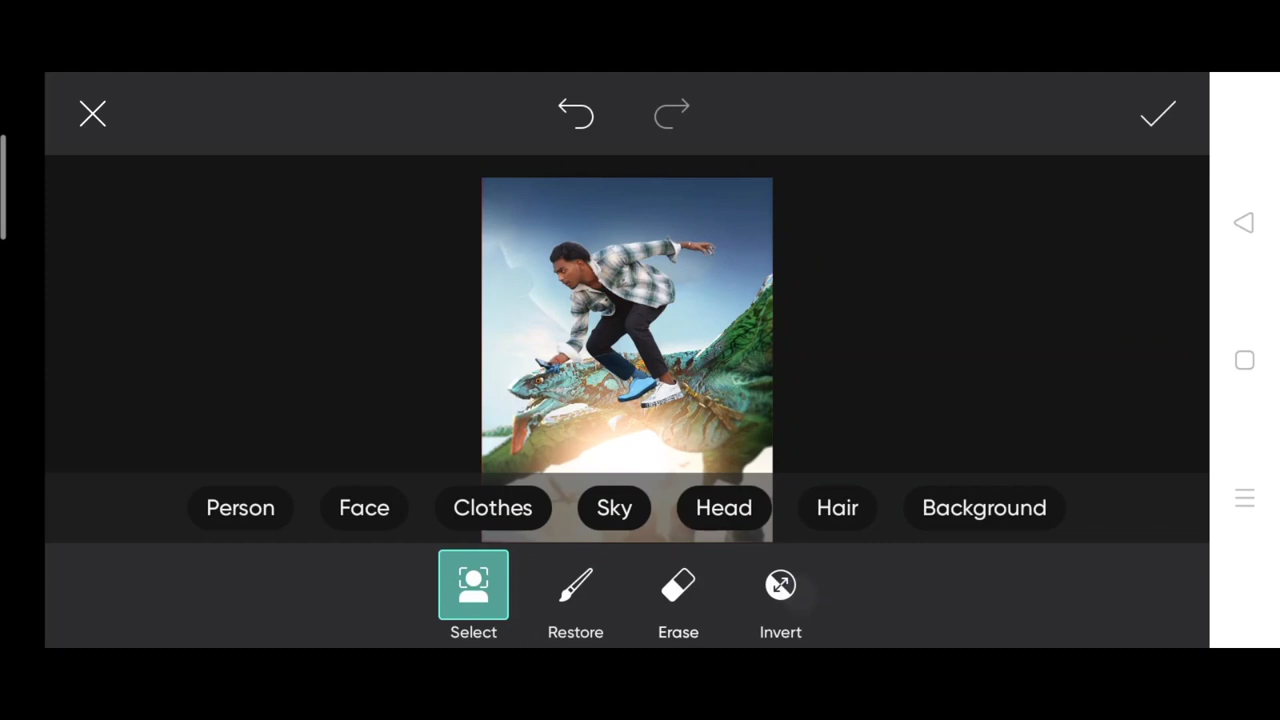 Person Face Clothes Sky Head Hair Background
Select Restore Erase Invert